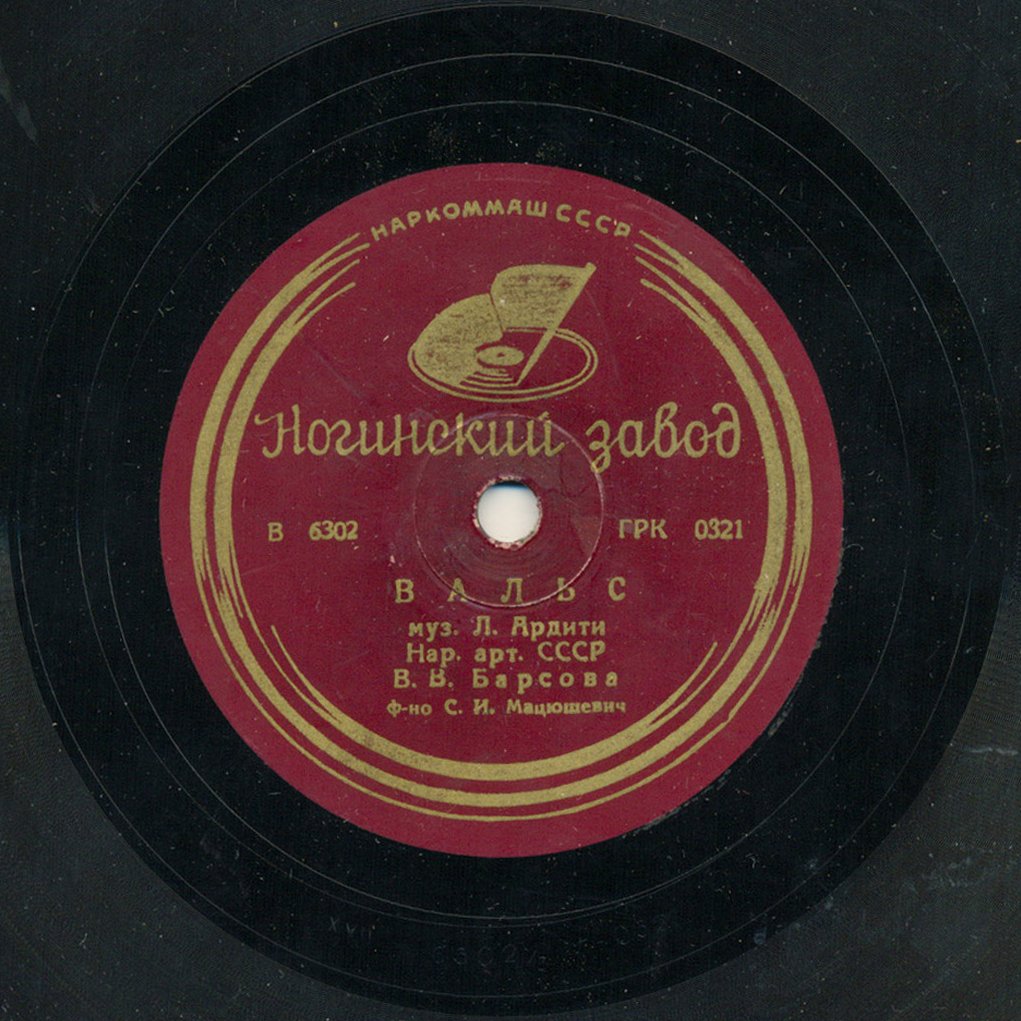 НАРКОММАШ СССР
Ногинский завод
В 6302 ГРК 0321
ВАЛЬС
муз. Л. Ардити
Нар. арт. СССР
В. В. Барсова
ф-но С. И. Мацюшевич